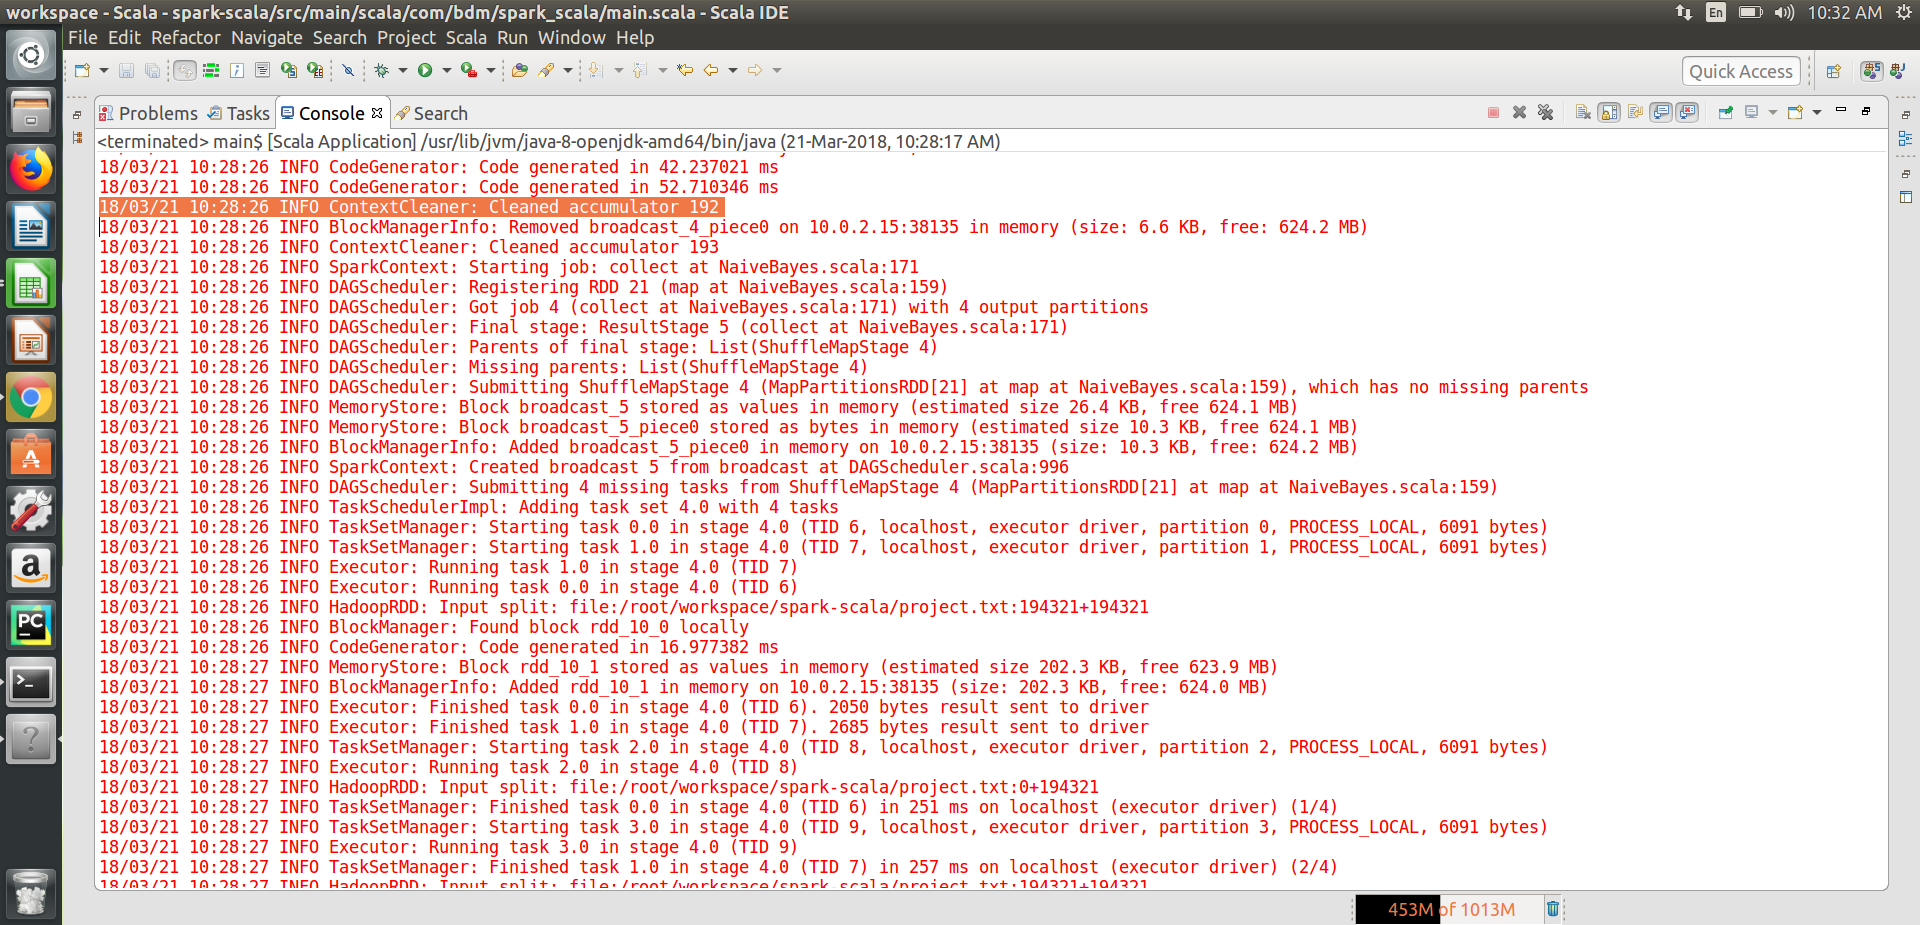 workspace - Scala - spark-scala/src/main/scala/com/bdm/spark_scala/main.scala - Scala IDE
En
10:32 AM
File Edit Refactor Navigate Search Project Scala Run Window Help
Quick Access
Problems Tasks Console Search
<terminated> main$ [Scala Application] /usr/lib/jvm/java-8-openjdk-amd64/bin/java (21-Mar-2018, 10:28:17 AM)
18/03/21 10:28:26 INFO CodeGenerator: Code generated in 42.237021 ms
18/03/21 10:28:26 INFO CodeGenerator: Code generated in 52.710346 ms
18/03/21 10:28:26 INFO ContextCleaner: Cleaned accumulator 192
18/03/21 10:28:26 INFO BlockManagerInfo: Removed broadcast_4_piece0 on 10.0.2.15:38135 in memory (size: 6.6 KB, free: 624.2 MB)
18/03/21 10:28:26 INFO ContextCleaner: Cleaned accumulator 193
18/03/21 10:28:26 INFO SparkContext: Starting job: collect at NaiveBayes.scala:171
18/03/21 10:28:26 INFO DAGScheduler: Registering RDD 21 (map at NaiveBayes.scala:159)
18/03/21 10:28:26 INFO DAGScheduler: Got job 4 (collect at NaiveBayes.scala:171) with 4 output partitions
18/03/21 10:28:26 INFO DAGScheduler: Final stage: ResultStage 5 (collect at NaiveBayes.scala:171)
18/03/21 10:28:26 INFO DAGScheduler: Parents of final stage: List(ShuffleMapStage 4)
18/03/21 10:28:26 INFO DAGScheduler: Missing parents: List(ShuffleMapStage 4)
18/03/21 10:28:26 INFO DAGScheduler: Submitting ShuffleMapStage 4 (MapPartitionsRDD[21] at map at NaiveBayes.scala:159), which has no missing parents
18/03/21 10:28:26 INFO MemoryStore: Block broadcast_5 stored as values in memory (estimated size 26.4 KB, free 624.1 MB)
18/03/21 10:28:26 INFO MemoryStore: Block broadcast_5_piece0 stored as bytes in memory (estimated size 10.3 KB, free 624.1 MB)
18/03/21 10:28:26 INFO BlockManagerInfo: Added broadcast_5_piece0 in memory on 10.0.2.15:38135 (size: 10.3 KB, free: 624.2 MB)
18/03/21 10:28:26 INFO SparkContext: Created broadcast 5 from broadcast at DAGScheduler.scala:996
18/03/21 10:28:26 INFO DAGScheduler: Submitting 4 missing tasks from ShuffleMapStage 4 (MapPartitionsRDD[21] at map at NaiveBayes.scala:159)
18/03/21 10:28:26 INFO TaskSchedulerImpl: Adding task set 4.0 with 4 tasks
18/03/21 10:28:26 INFO TaskSetManager: Starting task 0.0 in stage 4.0 (TID 6, localhost, executor driver, partition 0, PROCESS_LOCAL, 6091 bytes)
18/03/21 10:28:26 INFO TaskSetManager: Starting task 1.0 in stage 4.0 (TID 7, localhost, executor driver, partition 1, PROCESS_LOCAL, 6091 bytes)
18/03/21 10:28:26 INFO Executor: Running task 1.0 in stage 4.0 (TID 7)
18/03/21 10:28:26 INFO Executor: Running task 0.0 in stage 4.0 (TID 6)
18/03/21 10:28:26 INFO HadoopRDD: Input split: file:/root/workspace/spark-scala/project.txt:194321+194321
18/03/21 10:28:26 INFO BlockManager: Found block rdd_10_0 locally
18/03/21 10:28:26 INFO CodeGenerator: Code generated in 16.977382 ms
18/03/21 10:28:27 INFO MemoryStore: Block rdd_10_1 stored as values in memory (estimated size 202.3 KB, free 623.9 MB)
18/03/21 10:28:27 INFO BlockManagerInfo: Added rdd_10_1 in memory on 10.0.2.15:38135 (size: 202.3 KB, free: 624.0 MB)
18/03/21 10:28:27 INFO Executor: Finished task 0.0 in stage 4.0 (TID 6). 2050 bytes result sent to driver
18/03/21 10:28:27 INFO Executor: Finished task 1.0 in stage 4.0 (TID 7). 2685 bytes result sent to driver
18/03/21 10:28:27 INFO TaskSetManager: Starting task 2.0 in stage 4.0 (TID 8, localhost, executor driver, partition 2, PROCESS_LOCAL, 6091 bytes)
18/03/21 10:28:27 INFO Executor: Running task 2.0 in stage 4.0 (TID 8)
18/03/21 10:28:27 INFO HadoopRDD: Input split: file:/root/workspace/spark-scala/project.txt:0+194321
18/03/21 10:28:27 INFO TaskSetManager: Finished task 0.0 in stage 4.0 (TID 6) in 251 ms on localhost (executor driver) (1/4)
18/03/21 10:28:27 INFO TaskSetManager: Starting task 3.0 in stage 4.0 (TID 9, localhost, executor driver, partition 3, PROCESS_LOCAL, 6091 bytes)
18/03/21 10:28:27 INFO Executor: Running task 3.0 in stage 4.0 (TID 9)
18/03/21 10:28:27 INFO TaskSetManager: Finished task 1.0 in stage 4.0 (TID 7) in 257 ms on localhost (executor driver) (2/4)
18/03/21 10:28:27 INFO HadoopRDD: Input split: file:/root/workspace/spark-scala/project.txt:194321+194321
453M of 1013M